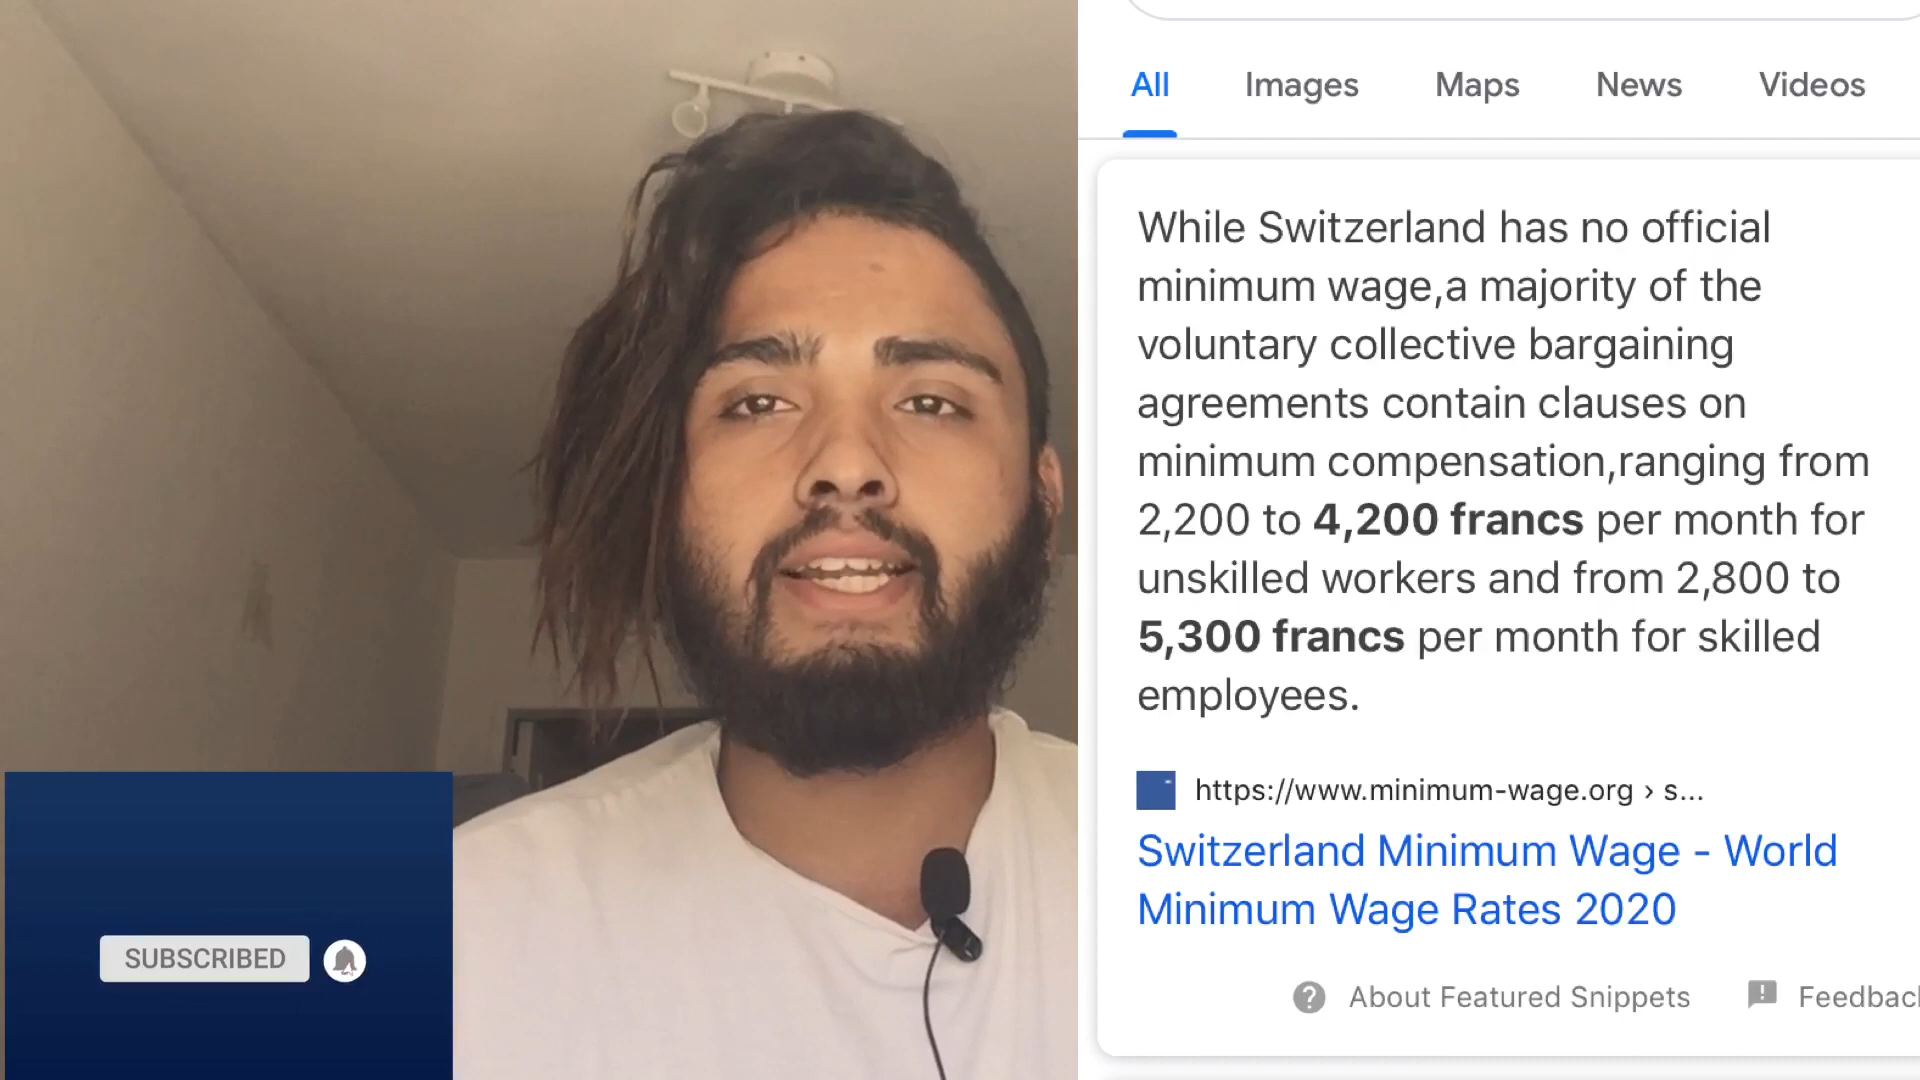 All Images Maps News Videos
While Switzerland has no official
minimum wage,a majority of the
voluntary collective bargaining
agreements contain clauses on
minimum compensation,ranging from
2,200 to 4,200 francs per month for
unskilled workers and from 2,800 to
5,300 francs per month for skilled
employees.
https://www.minimum-wage.org › s...
Switzerland Minimum Wage - World
Minimum Wage Rates 2020
About Featured Snippets
SUBSCRIBED